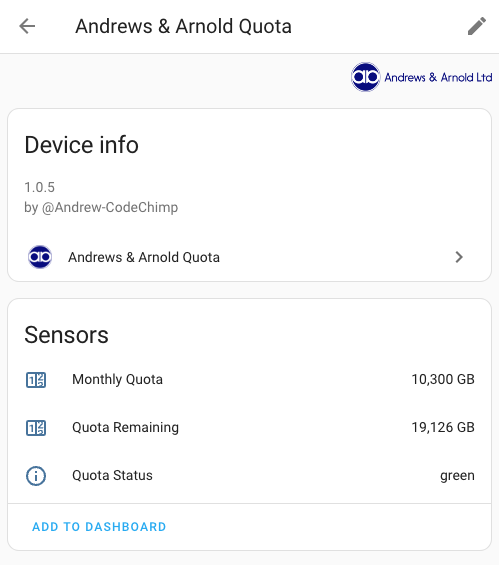 Andrews & Arnold Quota
Andrews & Arnold Ltd
Device info
1.0.5
by @Andrew-CodeChimp
Andrews & Arnold Quota
Sensors
Monthly Quota 10,300 GB
Quota Remaining 19,126 GB
Quota Status green
ADD TO DASHBOARD